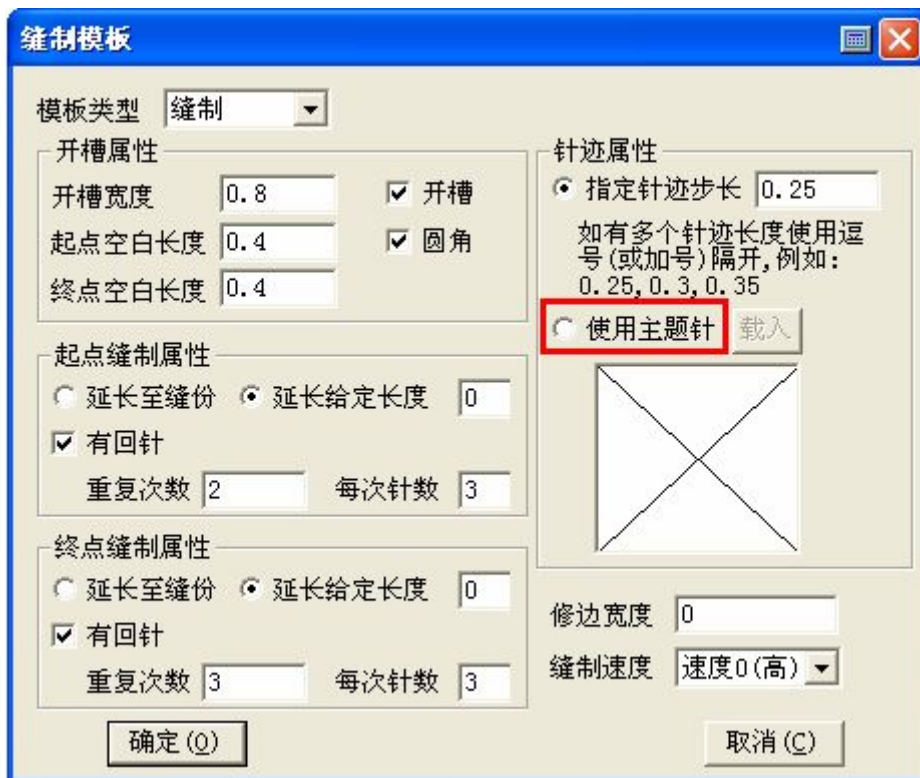 缝制模板
模板类型 缝制
开槽属性
开槽宽度 0.8 开槽
起点空白长度 0.4 圆角
终点空白长度 0.4
针迹属性
指定针迹步长 0.25
如有多个针迹长度使用逗
号(或加号)隔开,例如:
0.25,0.3,0.35
使用主题针 载入
起点缝制属性
延长至缝份 延长给定长度 0
有回针
重复次数 2 每次针数 3
终点缝制属性
延长至缝份 延长给定长度 0
有回针
重复次数 3 每次针数 3
修边宽度 0
缝制速度 速度0(高)
确定(O) 取消(C)